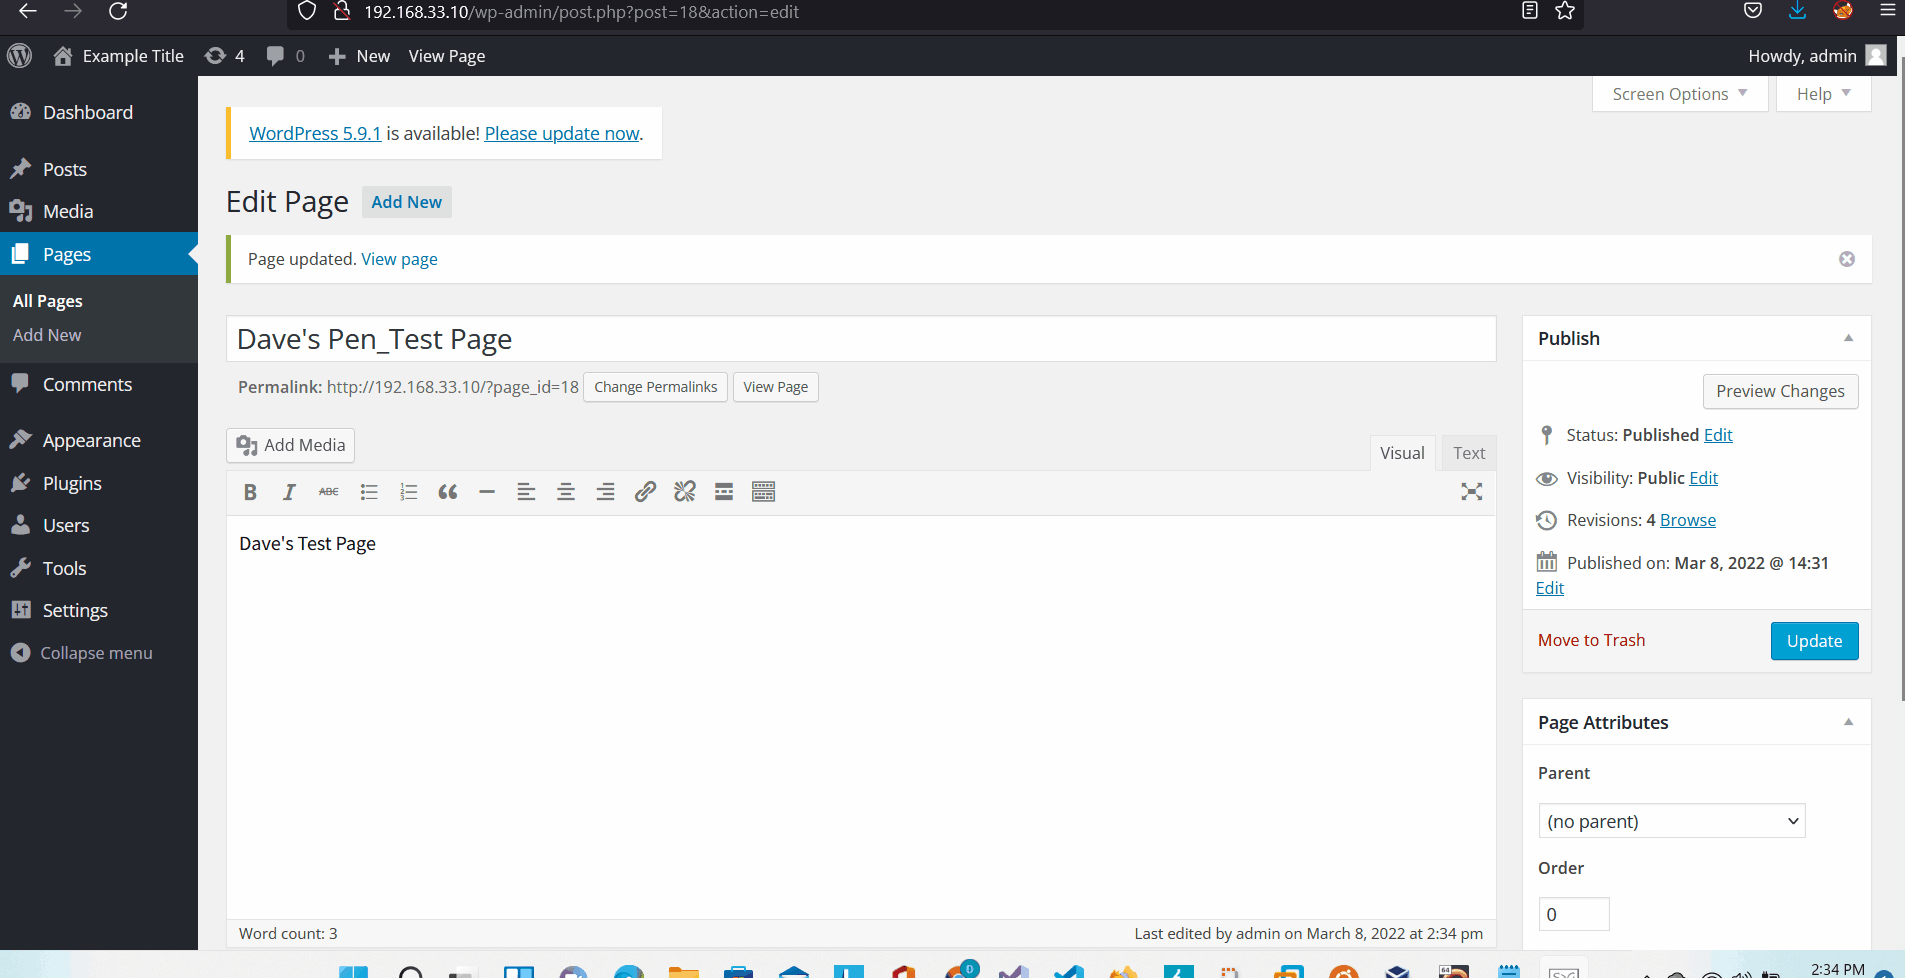 192.168.33.10/wp-admin/post.php?post=18&action=edit
Example Title 4 0 New View Page Howdy, admin
Screen Options Help
Dashboard
Posts
Media
Pages
All Pages
Add New
Comments
Appearance
Plugins
Users
Tools
Settings
Collapse menu
WordPress 5.9.1 is available! Please update now.
Edit Page Add New
Page updated. View page
Dave's Pen_Test Page
Permalink: http://192.168.33.10/?page_id=18 Change Permalinks View Page
Add Media
Visual Text
B I ABC
Dave's Test Page
Word count: 3 Last edited by admin on March 8, 2022 at 2:34 pm
Publish
Preview Changes
Status: Published Edit
Visibility: Public Edit
Revisions: 4 Browse
Published on: Mar 8, 2022 @ 14:31
Edit
Move to Trash Update
Page Attributes
Parent
(no parent)
Order
0
D
64
2:34 PM